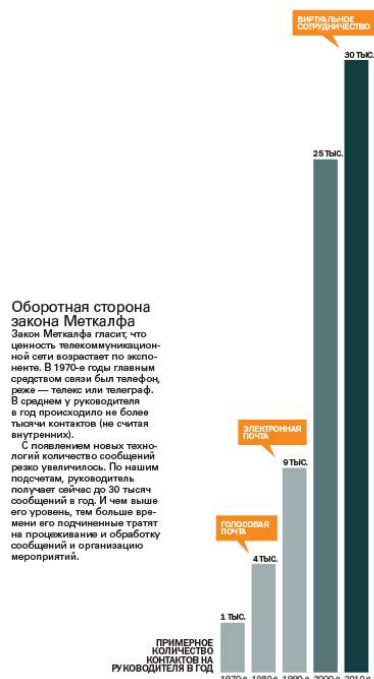 ВИРТУАЛЬНОЕ
СОТРУДНИЧЕСТВО
30 ТЫС.
25 ТЫС.
Оборотная сторона
закона Меткалфа
Закон Меткалфа гласит, что
ценность телекоммуникацион-
ной сети возрастает по экспо-
ненте. В 1970-е годы главным
средством связи был телефон,
реже — телекс или телеграф.
В среднем у руководителя
в год происходило не более
тысячи контактов (не считая
внутренних).
С появлением новых техно-
логий количество сообщений
резко увеличилось. По нашим
подсчетам, руководитель
получает сейчас до 30 тысяч
сообщений в год. И чем выше
его уровень, тем больше вре-
мени его подчиненные тратят
на процеживание и обработку
сообщений и организацию
мероприятий.
ЭЛЕКТРОННАЯ
ПОЧТА
9 ТЫС.
ГОЛОСОВАЯ
ПОЧТА
4 ТЫС.
1 ТЫС.
ПРИМЕРНОЕ
КОЛИЧЕСТВО
КОНТАКТОВ НА
РУКОВОДИТЕЛЯ В ГОД
1970-е 1980-е 1990-е 2000-е 2010-е